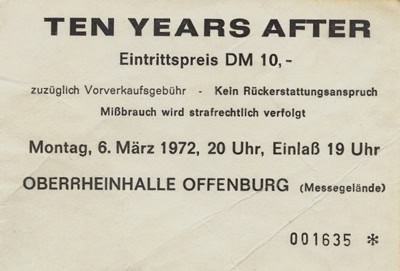 TEN YEARS AFTER
Eintrittspreis DM 10,-
zuzüglich Vorverkaufsgebühr - Kein Rückerstattungsanspruch
Mißbrauch wird strafrechtlich verfolgt
Montag, 6. März 1972, 20 Uhr, Einlaß 19 Uhr
OBERRHEINHALLE OFFENBURG (Messegelände)
001635 *